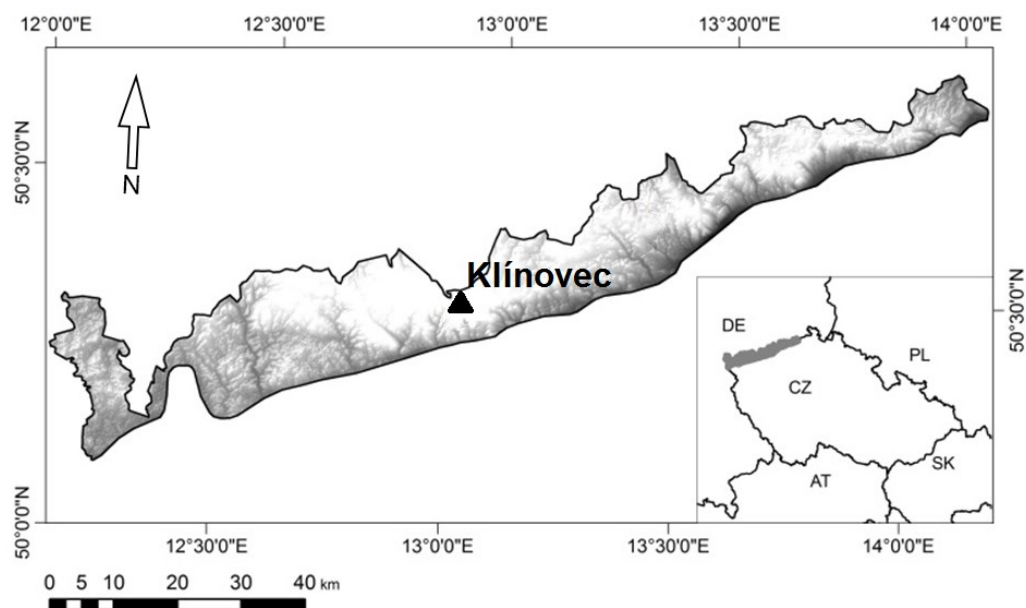 12°0'0"E 12°30'0"E 13°0'0"E 13°30'0"E 14°0'0"E
50°30'0"N
N
Klínovec
50°30'0"N
DE
PL
CZ
SK
AT
50°0'0"N
12°30'0"E 13°0'0"E 13°30'0"E 14°0'0"E
0 5 10 20 30 40 km